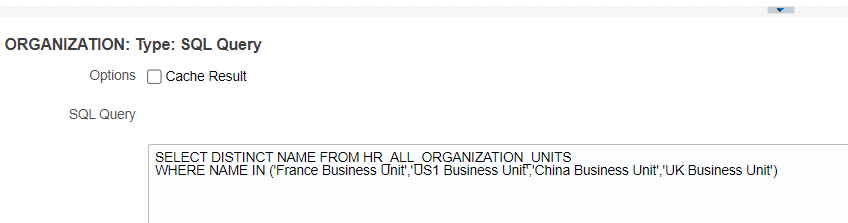 ORGANIZATION: Type: SQL Query
Options Cache Result
SQL Query
SELECT DISTINCT NAME FROM HR_ALL_ORGANIZATION_UNITS
WHERE NAME IN ('France Business Unit','US1 Business Unit','China Business Unit','UK Business Unit')